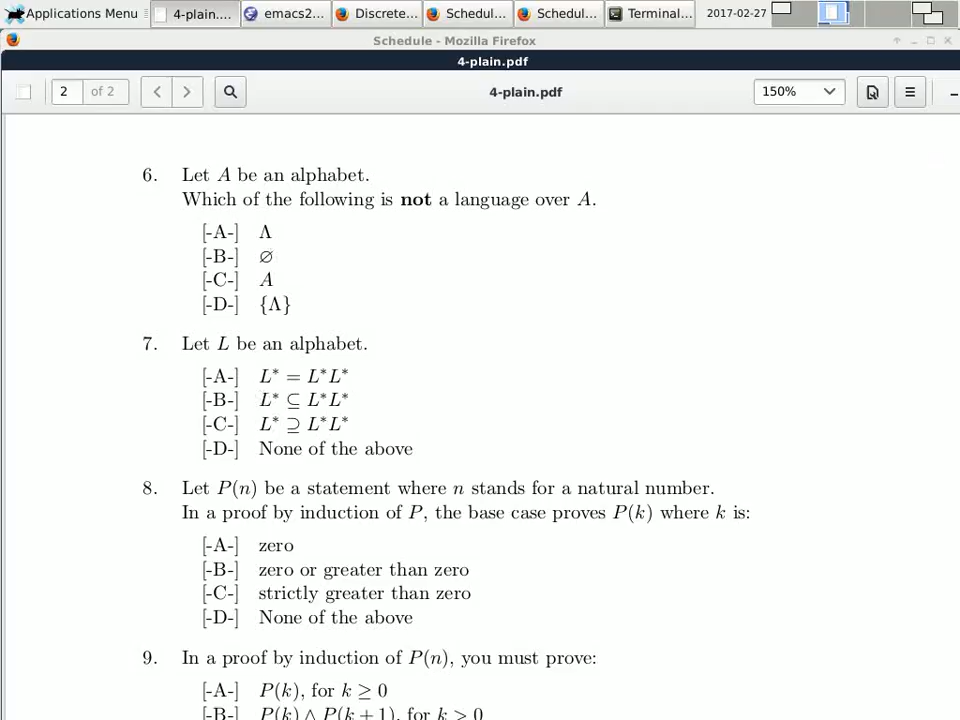 Applications Menu 4-plain.... emacs2... Discrete... Schedul... Schedul... Terminal... 2017-02-27
Schedule - Mozilla Firefox
4-plain.pdf
2 of 2 4-plain.pdf 150%
6. Let A be an alphabet.
Which of the following is not a language over A.
[-A-] Λ
[-B-] ∅
[-C-] A
[-D-] {Λ}
7. Let L be an alphabet.
[-A-] L* = L*L*
[-B-] L* ⊆ L*L*
[-C-] L* ⊇ L*L*
[-D-] None of the above
8. Let P(n) be a statement where n stands for a natural number.
In a proof by induction of P, the base case proves P(k) where k is:
[-A-] zero
[-B-] zero or greater than zero
[-C-] strictly greater than zero
[-D-] None of the above
9. In a proof by induction of P(n), you must prove:
[-A-] P(k), for k ≥ 0
[-B-] P(k) ∧ P(k + 1), for k